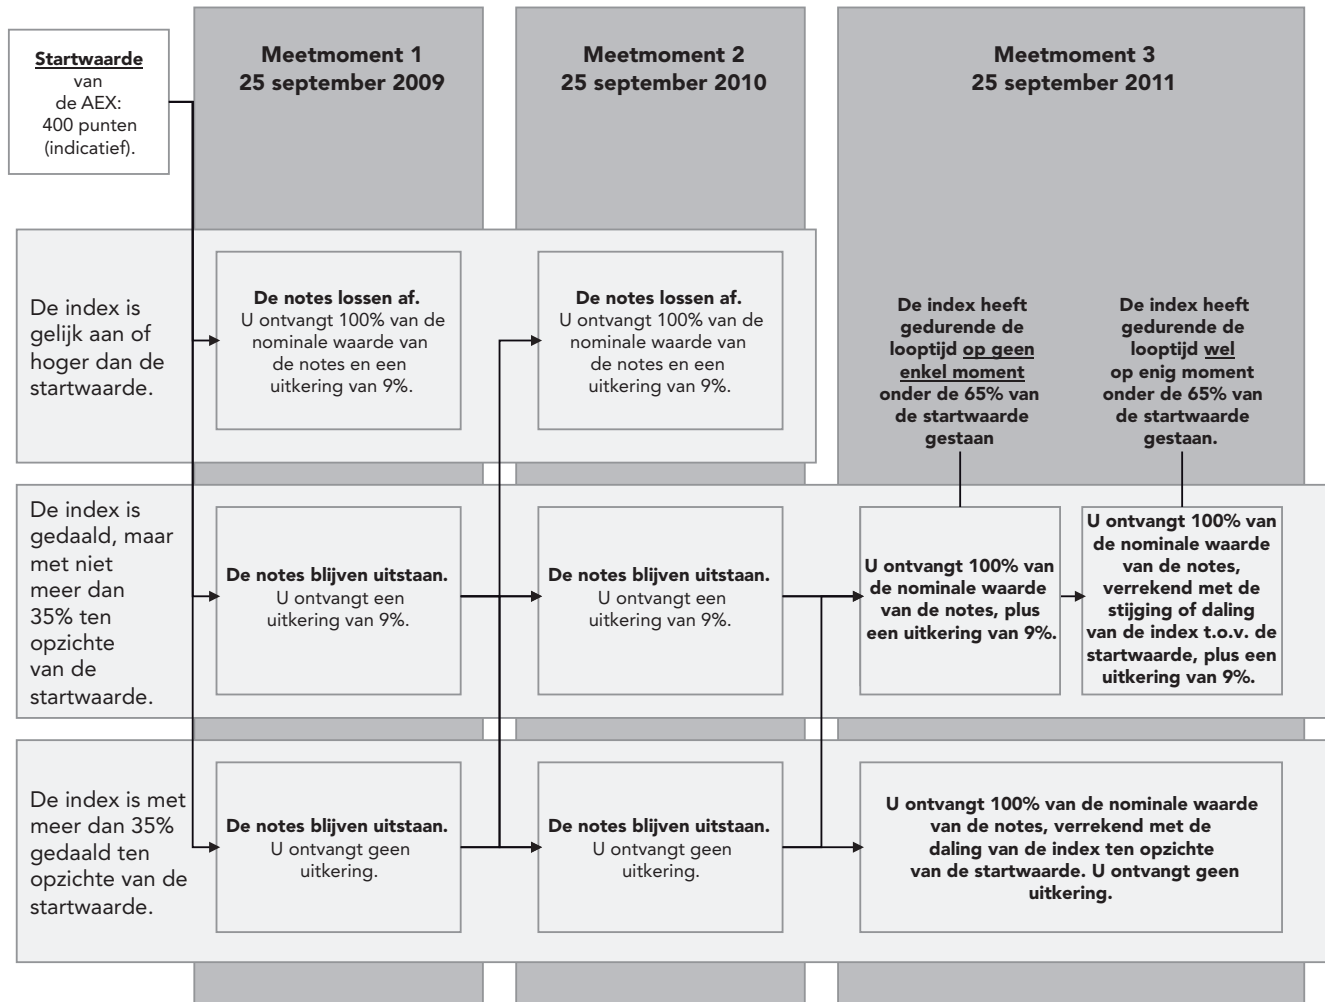 Startwaarde
van
de AEX:
400 punten
(indicatief).
Meetmoment 1
25 september 2009
Meetmoment 2
25 september 2010
Meetmoment 3
25 september 2011
De index is
gelijk aan of
hoger dan de
startwaarde.
De notes lossen af.
U ontvangt 100% van de
nominale waarde van
de notes en een
uitkering van 9%.
De notes lossen af.
U ontvangt 100% van de
nominale waarde van
de notes en een
uitkering van 9%.
De index heeft
gedurende de
looptijd op geen
enkel moment
onder de 65% van
de startwaarde
gestaan
De index heeft
gedurende de
looptijd wel
op enig moment
onder de 65% van
de startwaarde
gestaan.
De index is
gedaald, maar
met niet
meer dan
35% ten
opzichte
van de
startwaarde.
De notes blijven uitstaan.
U ontvangt een
uitkering van 9%.
De notes blijven uitstaan.
U ontvangt een
uitkering van 9%.
U ontvangt 100% van
de nominale waarde
van de notes, plus
een uitkering van 9%.
U ontvangt 100% van
de nominale waarde
van de notes,
verrekend met de
stijging of daling
van de index t.o.v. de
startwaarde, plus een
uitkering van 9%.
De index is met
meer dan 35%
gedaald ten
opzichte van de
startwaarde.
De notes blijven uitstaan.
U ontvangt geen
uitkering.
De notes blijven uitstaan.
U ontvangt geen
uitkering.
U ontvangt 100% van de nominale waarde
van de notes, verrekend met de
daling van de index ten opzichte
van de startwaarde. U ontvangt geen
uitkering.